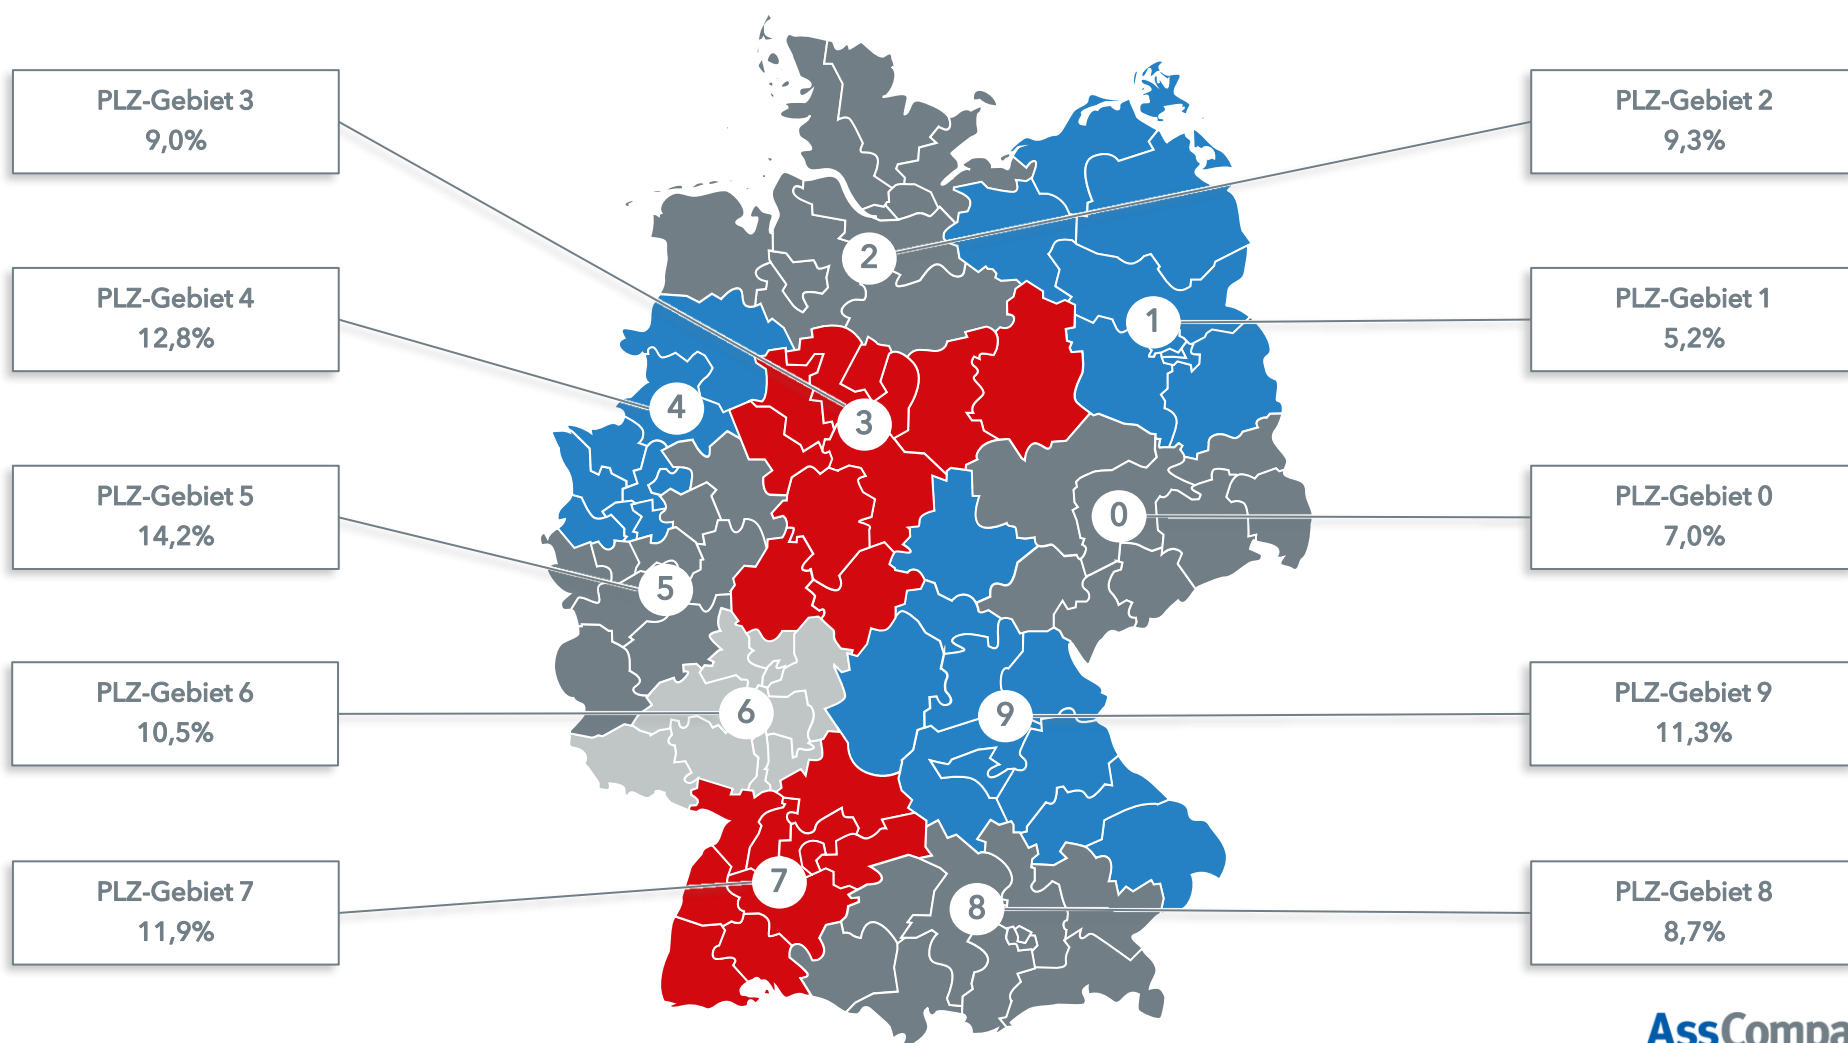 PLZ-Gebiet 3
9,0%
PLZ-Gebiet 4
12,8%
PLZ-Gebiet 5
14,2%
PLZ-Gebiet 6
10,5%
PLZ-Gebiet 7
11,9%
2
1
4
3
0
5
6
9
7
8
PLZ-Gebiet 2
9,3%
PLZ-Gebiet 1
5,2%
PLZ-Gebiet 0
7,0%
PLZ-Gebiet 9
11,3%
PLZ-Gebiet 8
8,7%
AssCompa